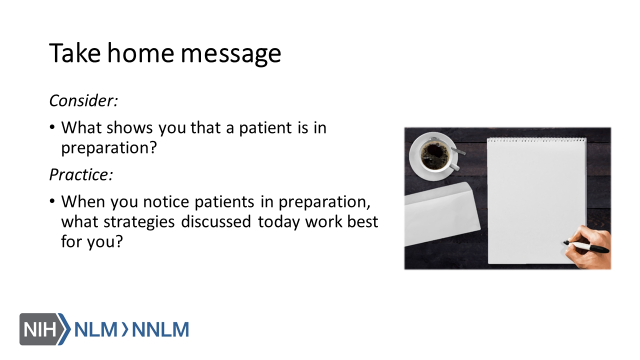 Take home message
Consider:
• What shows you that a patient is in
preparation?
Practice:
• When you notice patients in preparation,
what strategies discussed today work best
for you?
NIH NLM NNLM